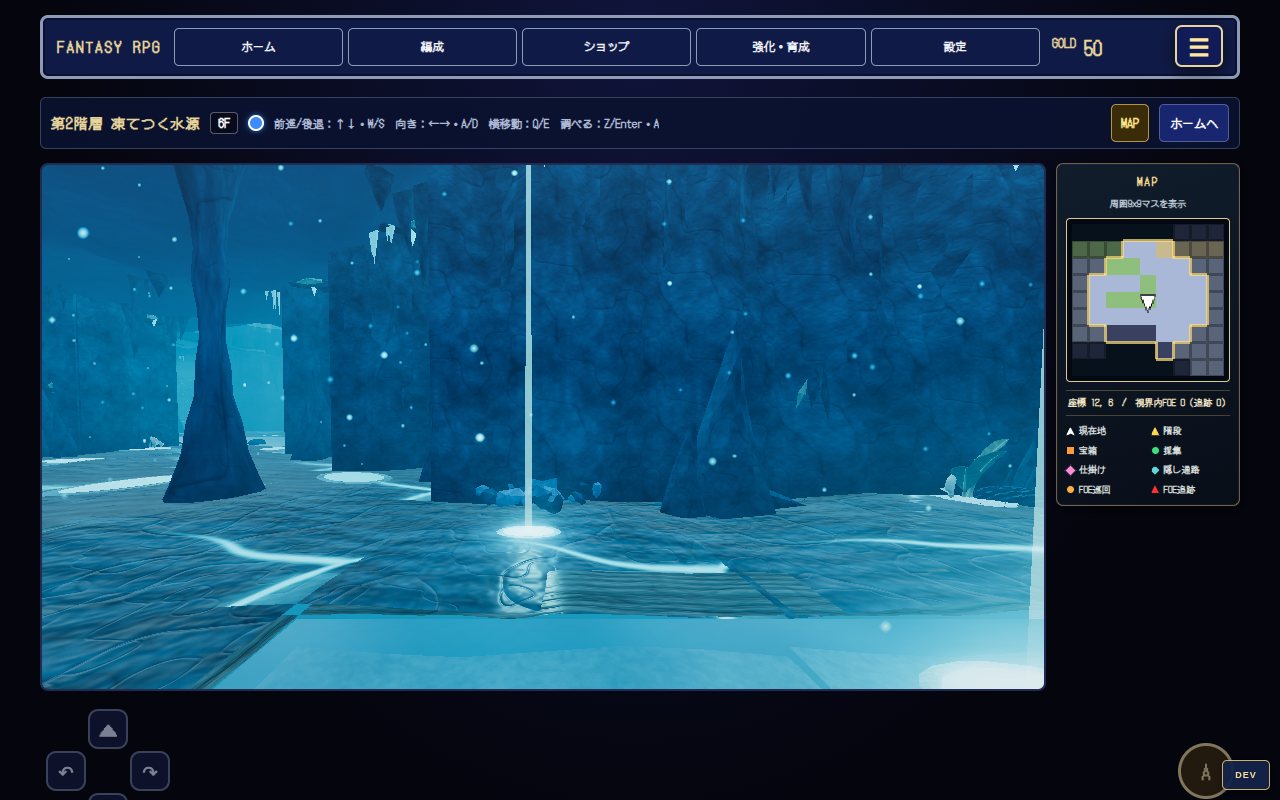 FANTASY RPG
ホーム
編成
ショップ
強化・育成
設定
GOLD 50
第2階層 凍てつく水源
6F
前進/後退：↑↓・W/S 向き：←→・A/D 横移動：Q/E 調べる：Z/Enter・A
MAP
ホームへ
MAP
周囲9x9マスを表示
座標 12, 6 / 視界内FOE 0 (追跡 0)
現在地
階段
宝箱
採集
仕掛け
隠し通路
FOE巡回
FOE追跡
A
DEV